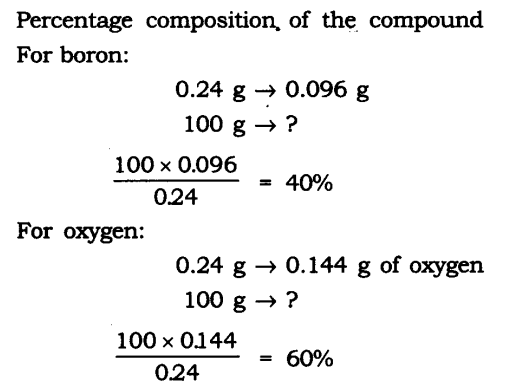 Percentage composition of the compound
For boron:
0.24 g → 0.096 g
100 g → ?
100 × 0.096 / 0.24 = 40%
For oxygen:
0.24 g → 0.144 g of oxygen
100 g → ?
100 × 0.144 / 0.24 = 60%